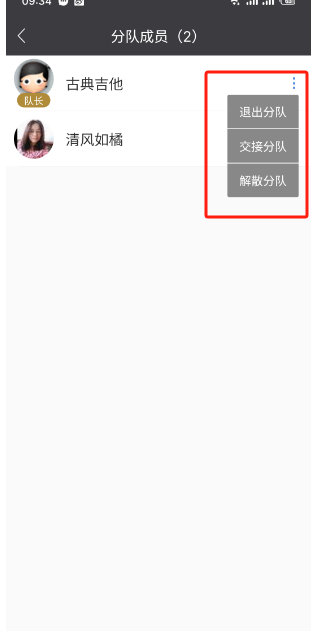 09:34
分队成员（2）
古典吉他
队长
退出分队
清风如橘
交接分队
解散分队